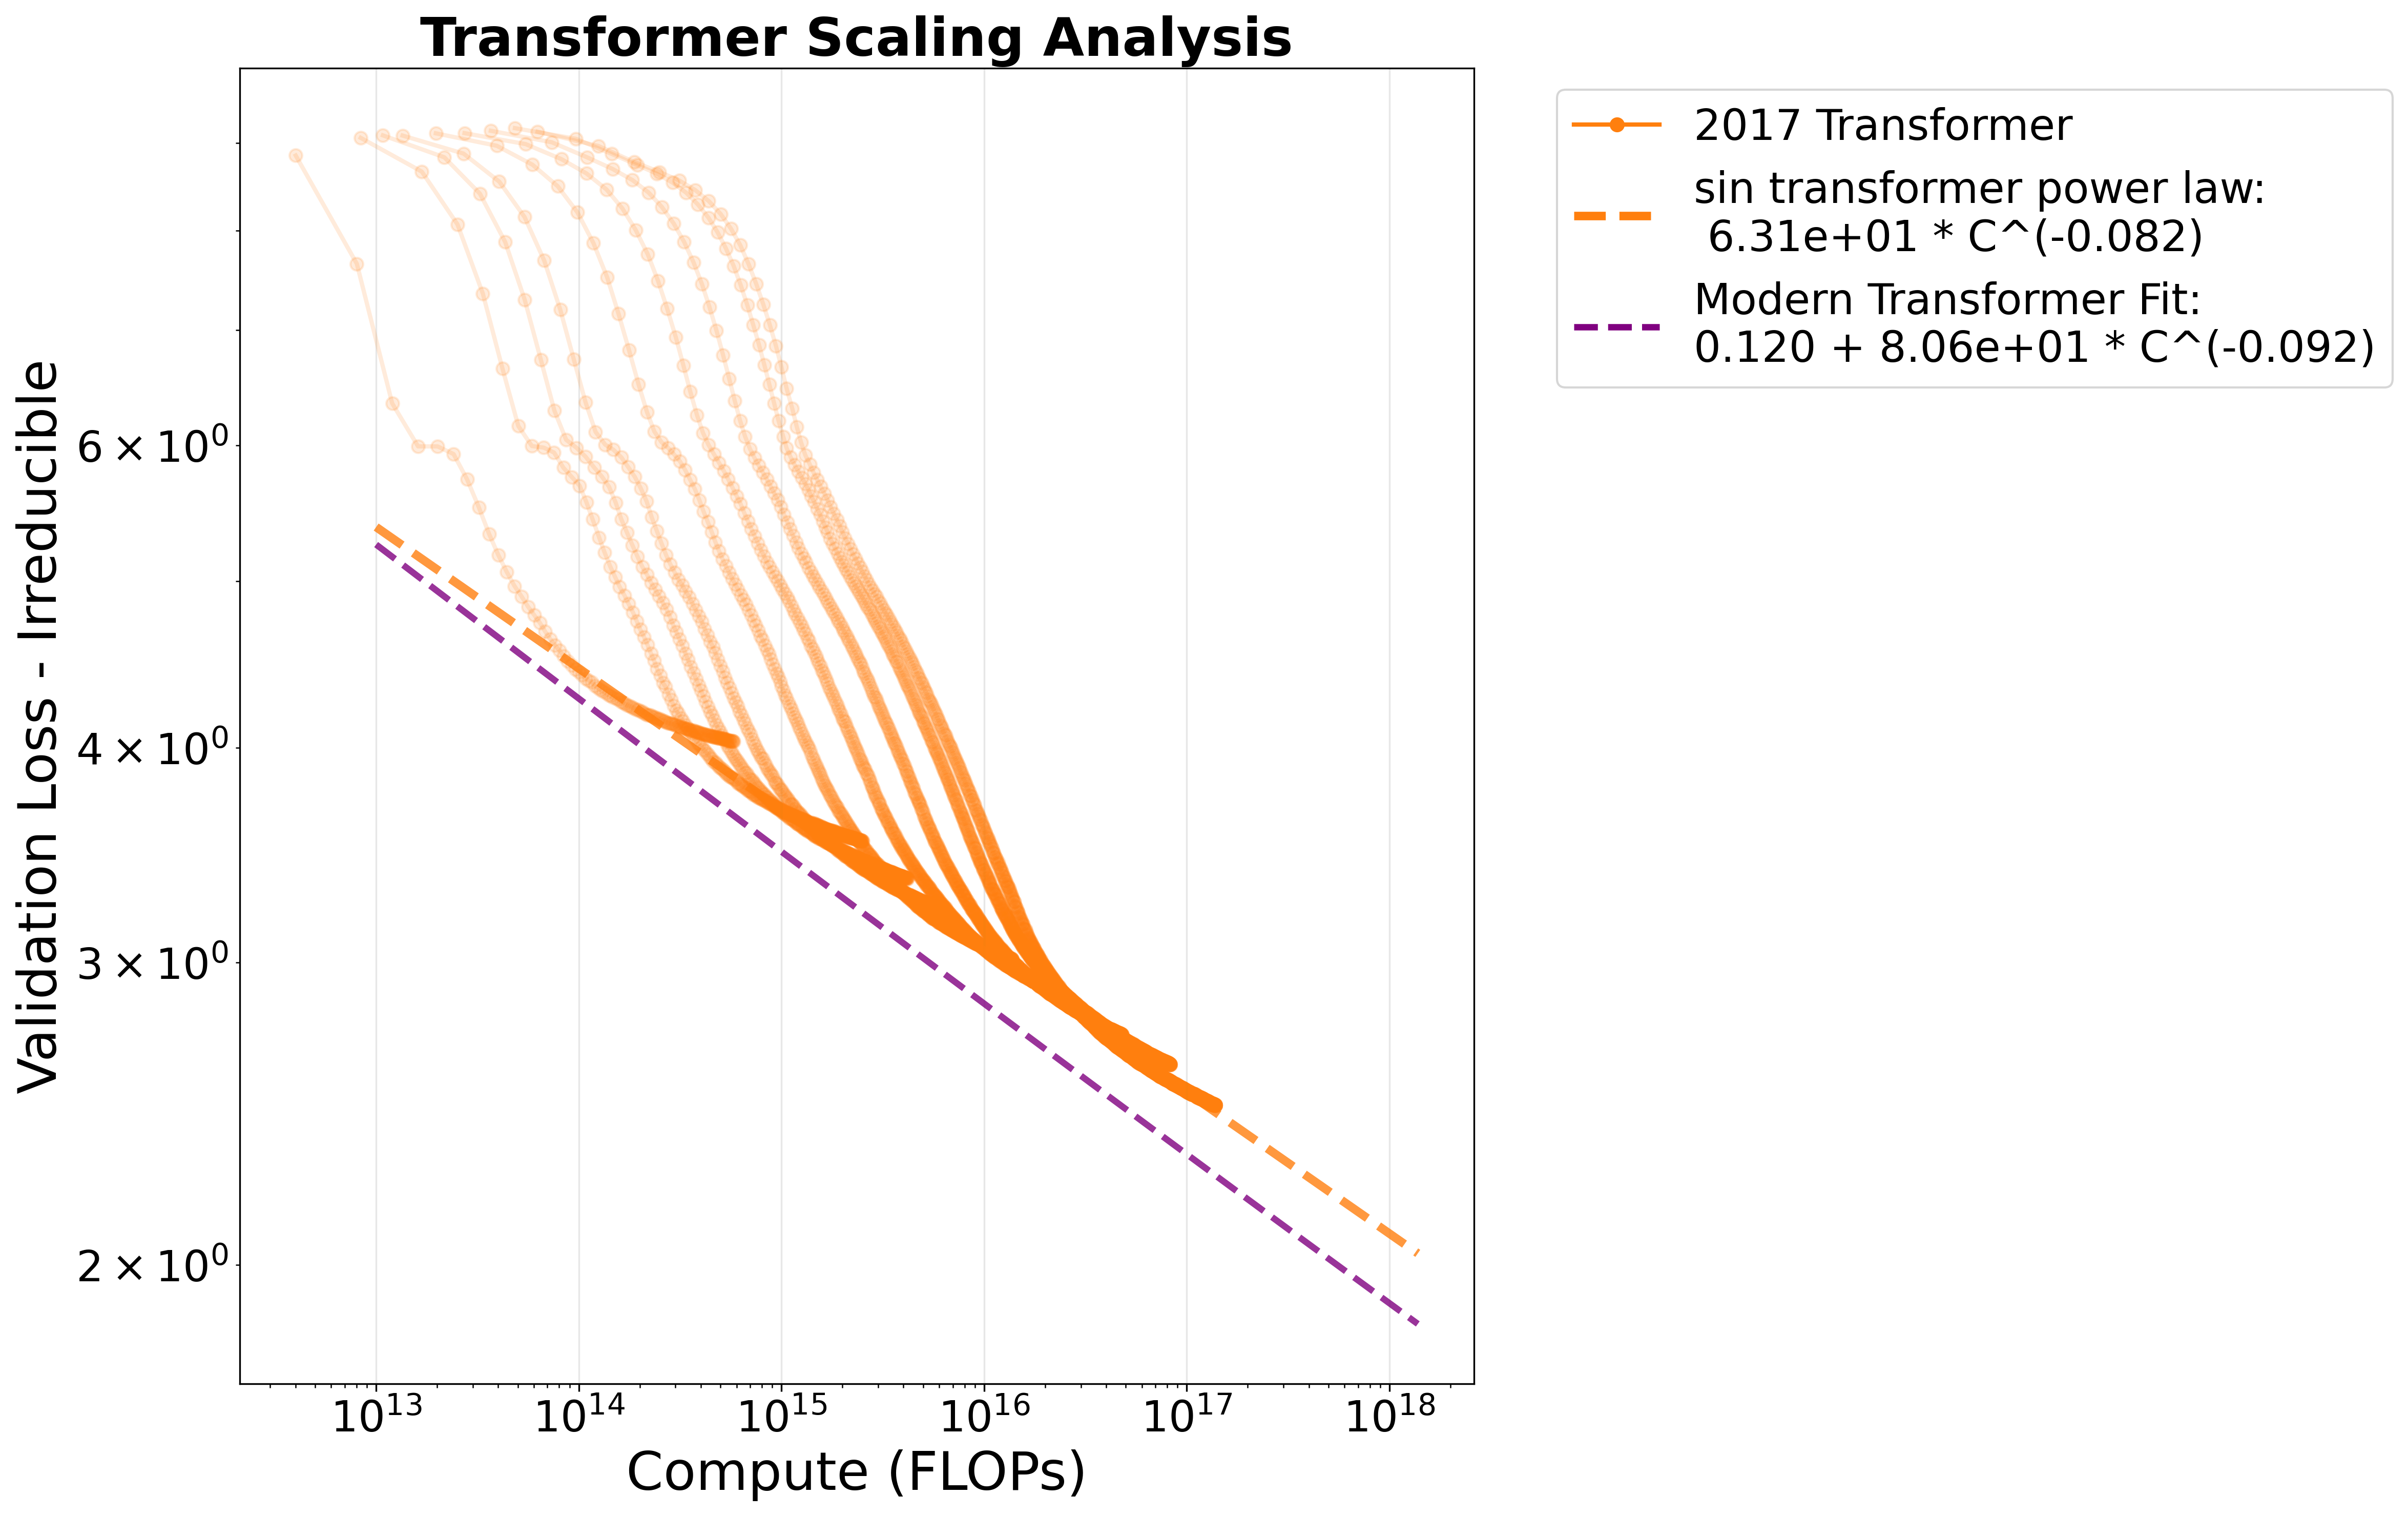 Transformer Scaling Analysis
2017 Transformer
sin transformer power law:
6.31e+01 * C^(-0.082)
Modern Transformer Fit:
0.120 + 8.06e+01 * C^(-0.092)
Validation Loss - Irreducible
6 × 10⁰
4 × 10⁰
3 × 10⁰
2 × 10⁰
10¹³ 10¹⁴ 10¹⁵ 10¹⁶ 10¹⁷ 10¹⁸
Compute (FLOPs)